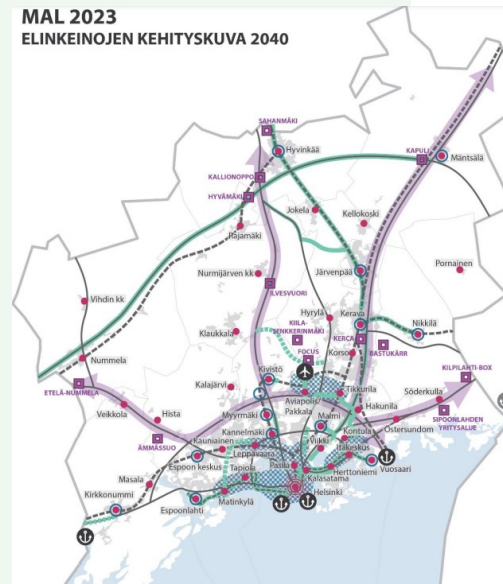 MAL 2023
ELINKEINOJEN KEHITYSKUVA 2040
SAHANMÄKI
Hyvinkää
KAPULI
Mäntsälä
KALLIONOPPO
HYVÄMÄKI
Jokela
Kellokoski
Rajamäki
Pornainen
Nurmijärven kk
Järvenpää
ILVESVUORI
Vihdin kk
Hyrylä
Kerava
Klaukkala
KIILA-
SENKKERINMÄKI
KERCA
Nikkilä
BASTUKÄRR
Nummela
FOCUS
Korso
Kivistö
KILPILAHTI-BOX
ETELÄ-NUMMELA
Kalajärvi
Aviapolis
Tikkurila
Söderkulla
Veikkola
Hista
Myyrmäki
Pakkala
Malmi
Hakunila
SIPOONLAHDEN
YRITYSALUE
ÄMMÄSSUO
Kannelmäki
Kontula
Östersundom
Kauniainen
Viikki
Itäkeskus
Leppävaara
Masala
Espoon keskus
Pasila
Herttoniemi
Vuosaari
Tapiola
Kalasatama
Kirkkonummi
Matinkylä
Helsinki
Espoonlahti